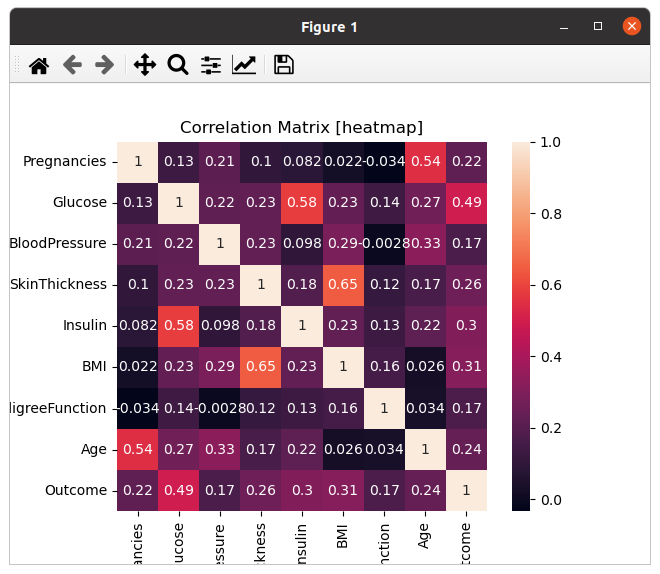 Figure 1
Correlation Matrix [heatmap]
Pregnancies 1 0.13 0.21 0.1 0.082 0.022 -0.034 0.54 0.22
Glucose 0.13 1 0.22 0.23 0.58 0.23 0.14 0.27 0.49
BloodPressure 0.21 0.22 1 0.23 0.098 0.29 -0.0028 0.33 0.17
SkinThickness 0.1 0.23 0.23 1 0.18 0.65 0.12 0.17 0.26
Insulin 0.082 0.58 0.098 0.18 1 0.23 0.13 0.22 0.3
BMI 0.022 0.23 0.29 0.65 0.23 1 0.16 0.026 0.31
ligreeFunction -0.034 0.14 -0.0028 0.12 0.13 0.16 1 0.034 0.17
Age 0.54 0.27 0.33 0.17 0.22 0.026 0.034 1 0.24
Outcome 0.22 0.49 0.17 0.26 0.3 0.31 0.17 0.24 1
ancies ucose ssure kness nsulin BMI nction Age tcome
1.0
0.8
0.6
0.4
0.2
0.0